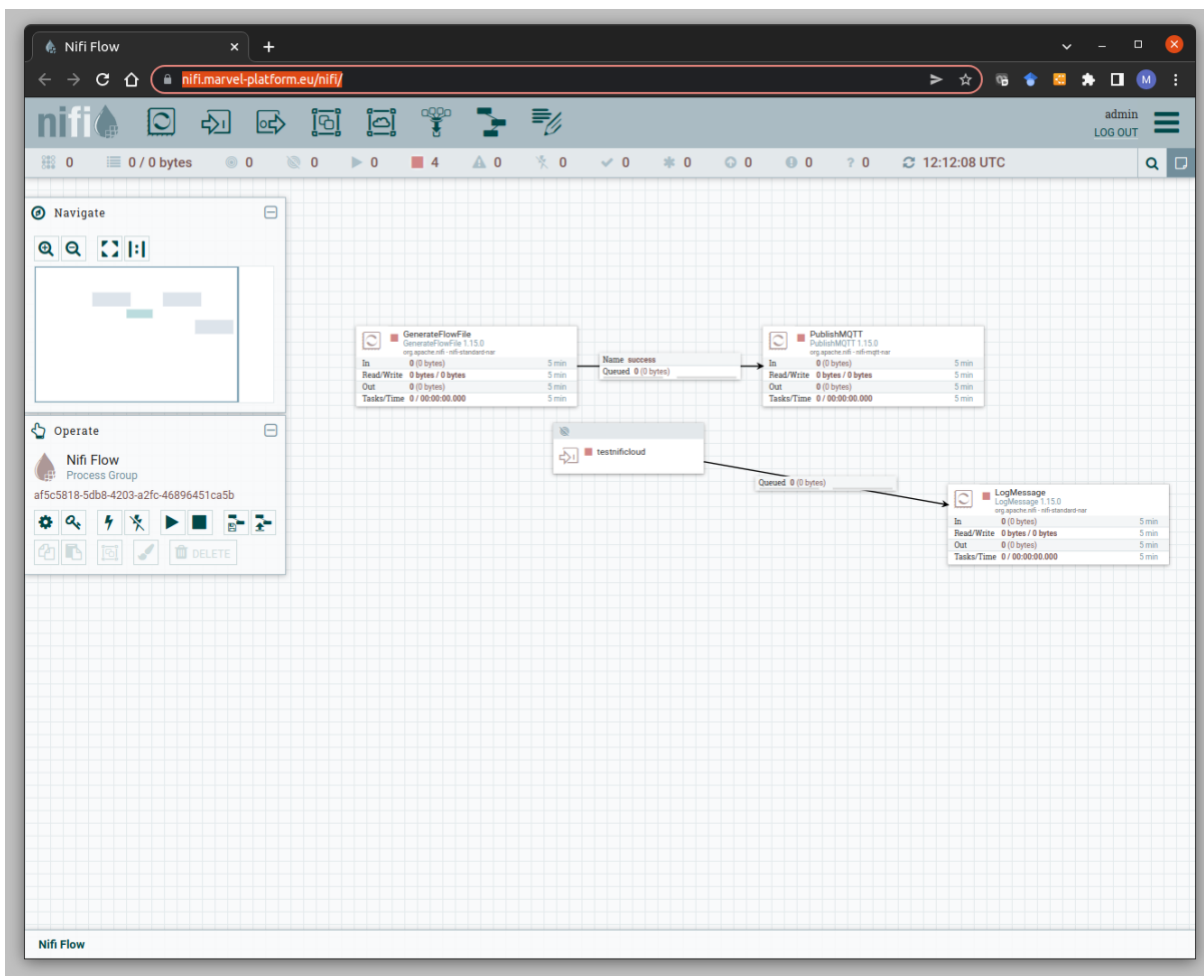 Nifi Flow
nifi.marvel-platform.eu/nifi/
M
nifi
admin
LOG OUT
0 0 / 0 bytes 0 0 0 4 0 0 0 0 0 0 0 12:12:08 UTC
Navigate
Operate
Nifi Flow
Process Group
af5c5818-5db8-4203-a2fc-46896451ca5b
DELETE
GenerateFlowFile
GenerateFlowFile 1.15.0
org.apache.nifi - nifi-standard-nar
In 0 (0 bytes) 5 min
Read/Write 0 bytes / 0 bytes 5 min
Out 0 (0 bytes) 5 min
Tasks/Time 0 / 00:00:00.000 5 min
Name success
Queued 0 (0 bytes)
PublishMQTT
PublishMQTT 1.15.0
org.apache.nifi - nifi-mqtt-nar
In 0 (0 bytes) 5 min
Read/Write 0 bytes / 0 bytes 5 min
Out 0 (0 bytes) 5 min
Tasks/Time 0 / 00:00:00.000 5 min
testnificloud
Queued 0 (0 bytes)
LogMessage
LogMessage 1.15.0
org.apache.nifi - nifi-standard-nar
In 0 (0 bytes) 5 min
Read/Write 0 bytes / 0 bytes 5 min
Out 0 (0 bytes) 5 min
Tasks/Time 0 / 00:00:00.000 5 min
Nifi Flow